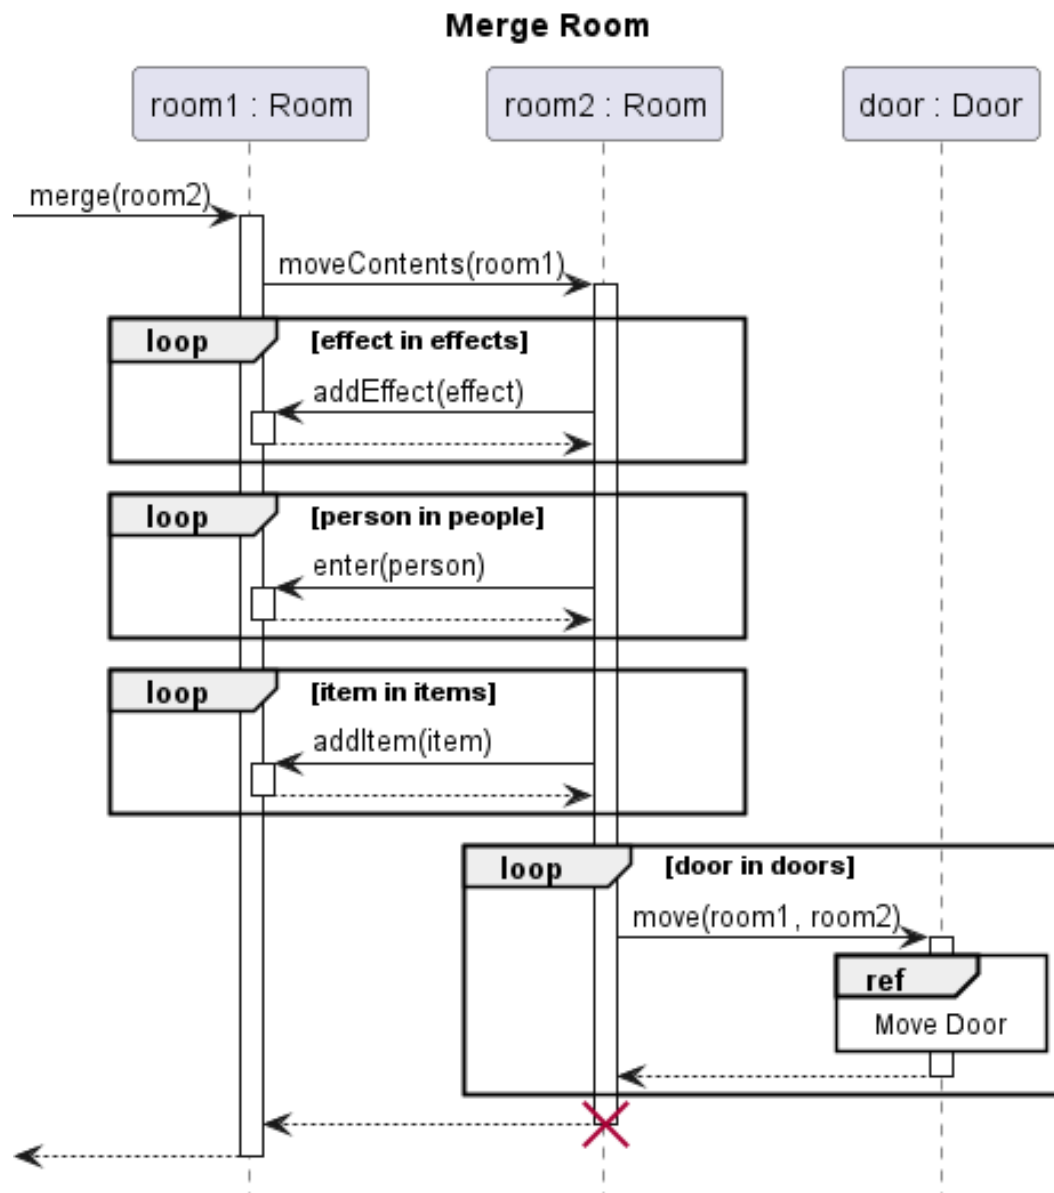 Merge Room
room1 : Room
room2 : Room
door : Door
merge(room2)
moveContents(room1)
loop
[effect in effects]
addEffect(effect)
loop
[person in people]
enter(person)
loop
[item in items]
addItem(item)
loop
[door in doors]
move(room1, room2)
ref
Move Door